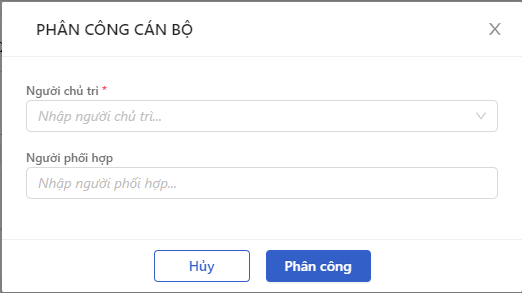 PHÂN CÔNG CÁN BỘ
Người chủ trì *
Nhập người chủ trì...
Người phối hợp
Nhập người phối hợp...
Hủy
Phân công